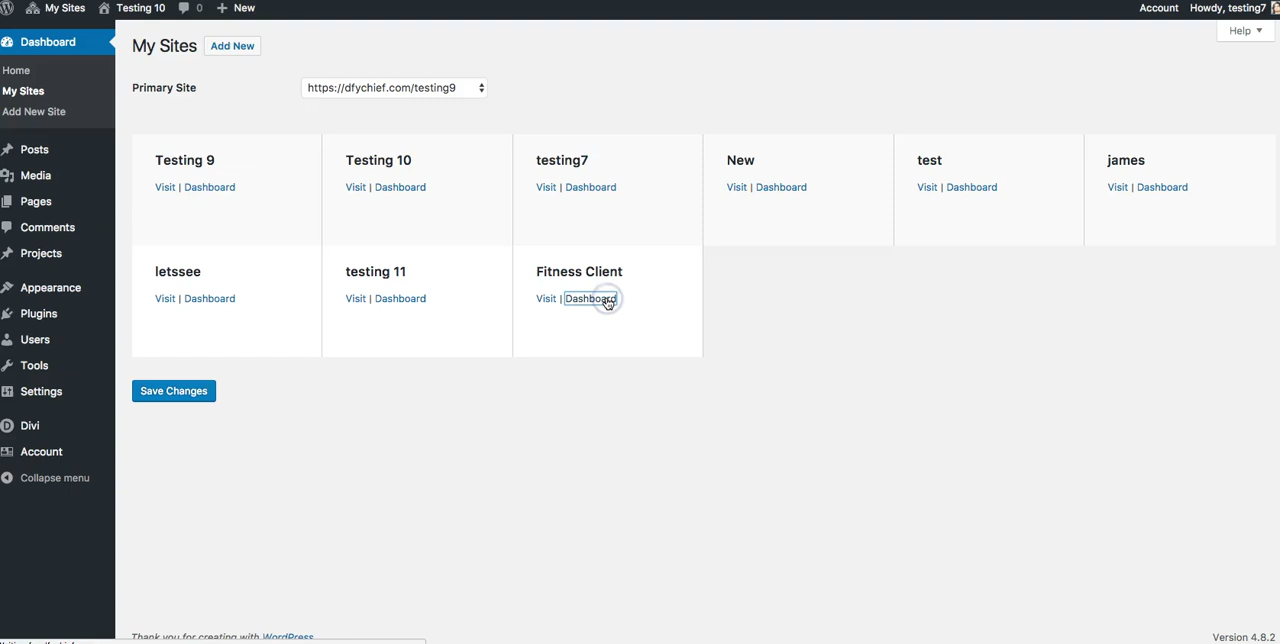 My Sites Testing 10 0 + New Account Howdy, testing7
Dashboard
Home
My Sites
Add New Site
Posts
Media
Pages
Comments
Projects
Appearance
Plugins
Users
Tools
Settings
Divi
Account
Collapse menu
My Sites Add New
Help ▼
Primary Site https://dfychief.com/testing9
Testing 9 Testing 10 testing7 New test james
Visit | Dashboard Visit | Dashboard Visit | Dashboard Visit | Dashboard Visit | Dashboard Visit | Dashboard
letssee testing 11 Fitness Client
Visit | Dashboard Visit | Dashboard Visit | Dashboard
Save Changes
Thank you for creating with WordPress
Version 4.8.2